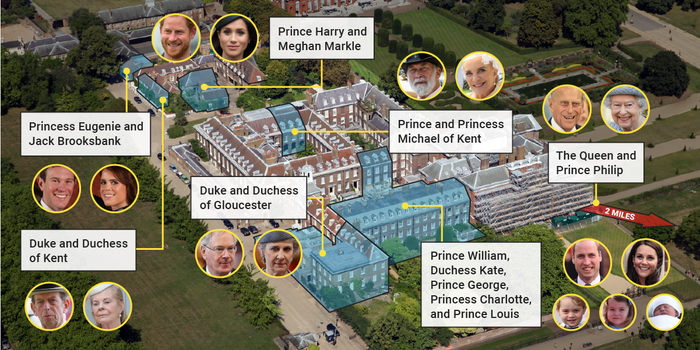 Prince Harry and
Meghan Markle
Princess Eugenie and
Jack Brooksbank
Prince and Princess
Michael of Kent
The Queen and
Prince Philip
Duke and Duchess
of Gloucester
2 MILES
Duke and Duchess
of Kent
Prince William,
Duchess Kate,
Prince George,
Princess Charlotte,
and Prince Louis